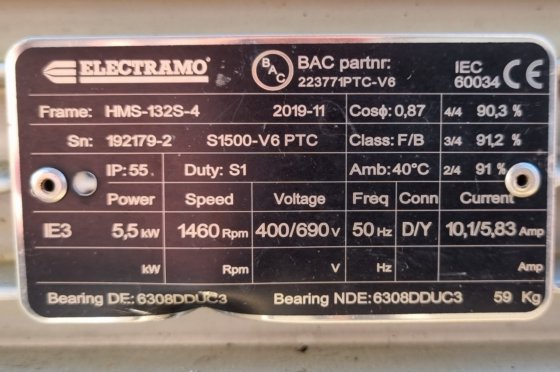 ELECTRAMO
BAC
BAC partnr:
223771PTC-V6
IEC
60034 CE
Frame: HMS-132S-4 2019-11 Cosϕ: 0,87 4/4 90,3 %
Sn: 192179-2 S1500-V6 PTC Class: F/B 3/4 91,2 %
IP: 55 Duty: S1 Amb: 40°C 2/4 91 %
Power Speed Voltage Freq Conn Current
IE3 5,5 kW 1460 Rpm 400/690 V 50 Hz D/Y 10,1/5,83 Amp
kW Rpm V Hz Amp
Bearing DE: 6308DDUC3 Bearing NDE: 6308DDUC3 59 Kg